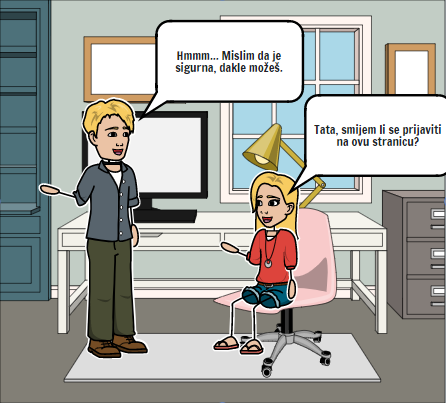 Hmmm... Mislim da je
sigurna, dakle možeš.
Tata, smijem li se prijaviti
na ovu stranicu?